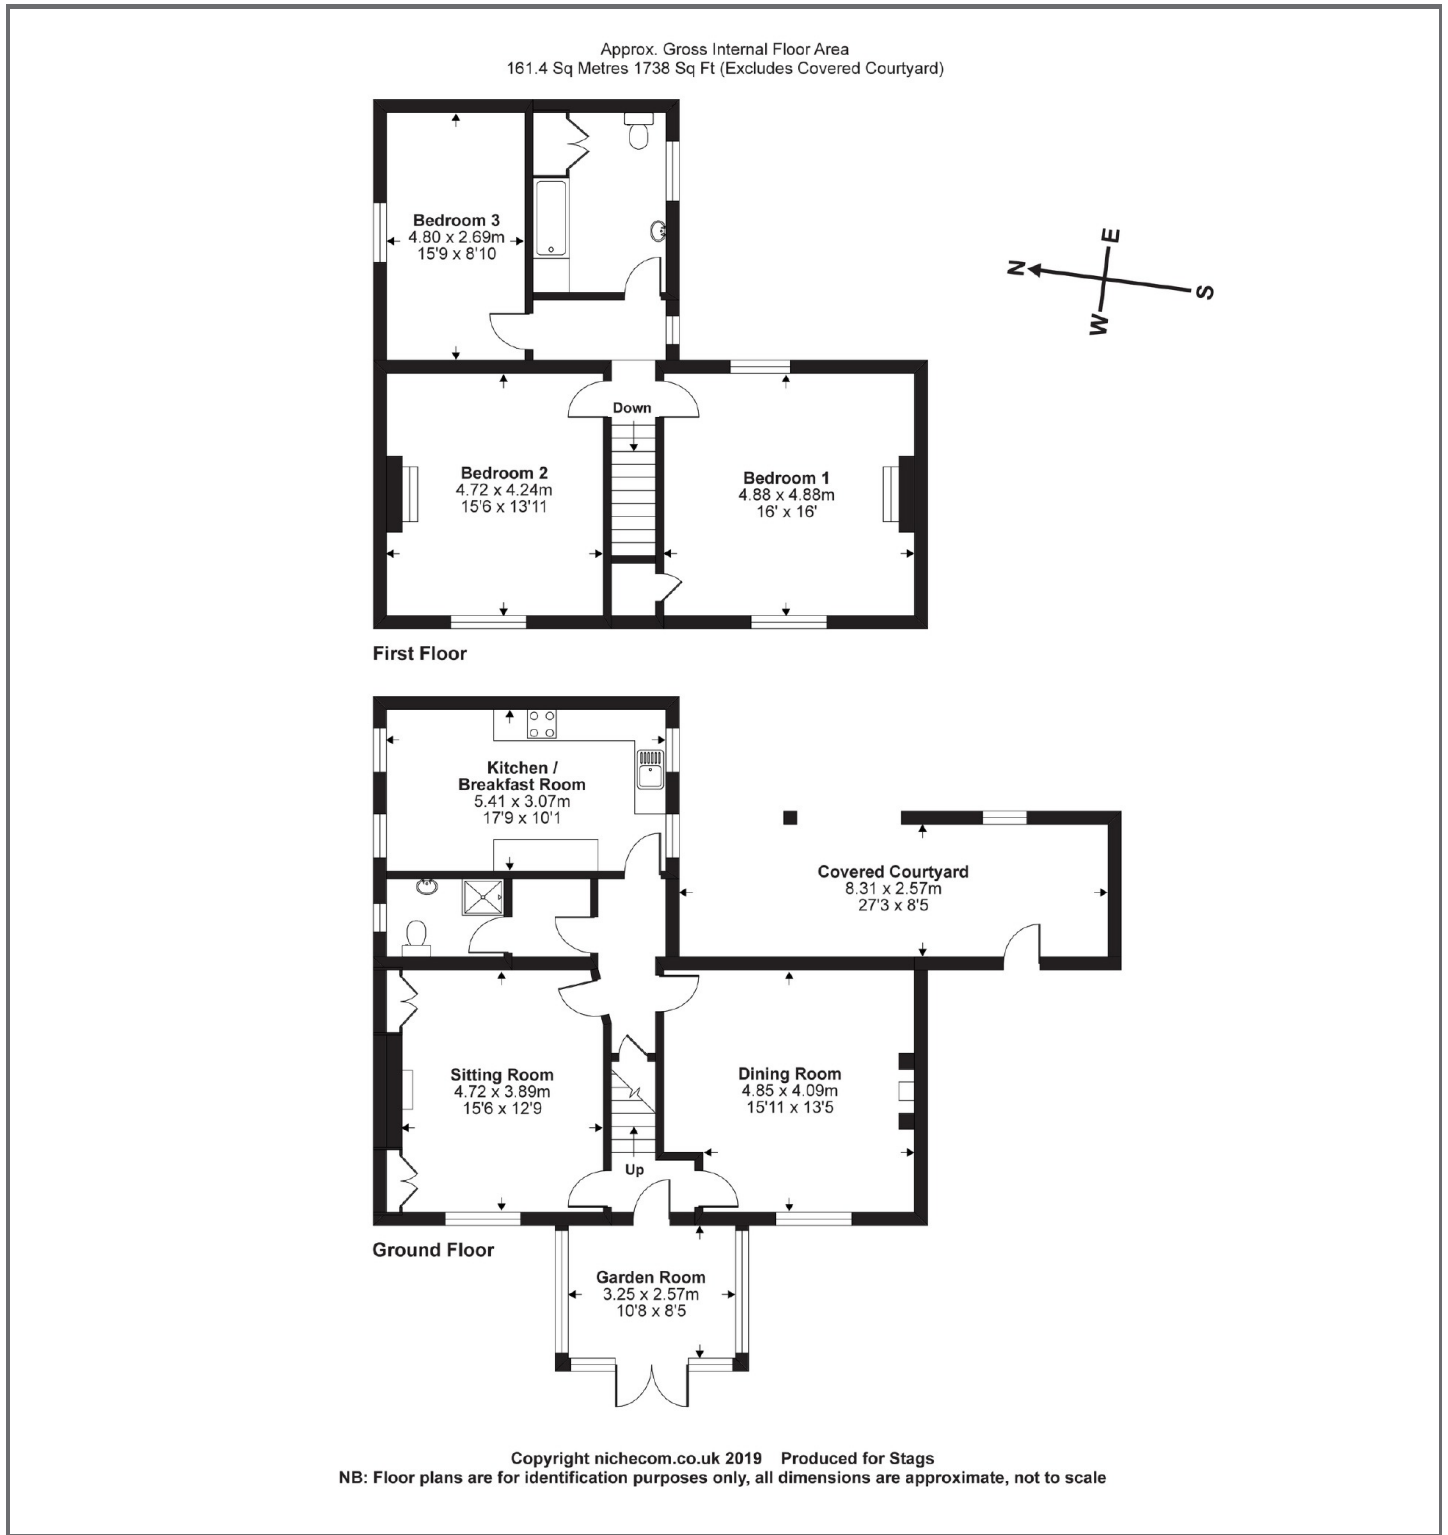 Approx. Gross Internal Floor Area
161.4 Sq Metres 1738 Sq Ft (Excludes Covered Courtyard)
Bedroom 3
4.80 x 2.69m
15'9 x 8'10
N
E
S
W
Down
Bedroom 2
4.72 x 4.24m
15'6 x 13'11
Bedroom 1
4.88 x 4.88m
16' x 16'
First Floor
Kitchen /
Breakfast Room
5.41 x 3.07m
17'9 x 10'1
Covered Courtyard
8.31 x 2.57m
27'3 x 8'5
Sitting Room
4.72 x 3.89m
15'6 x 12'9
Dining Room
4.85 x 4.09m
15'11 x 13'5
Up
Ground Floor
Garden Room
3.25 x 2.57m
10'8 x 8'5
Copyright nichecom.co.uk 2019 Produced for Stags
NB: Floor plans are for identification purposes only, all dimensions are approximate, not to scale